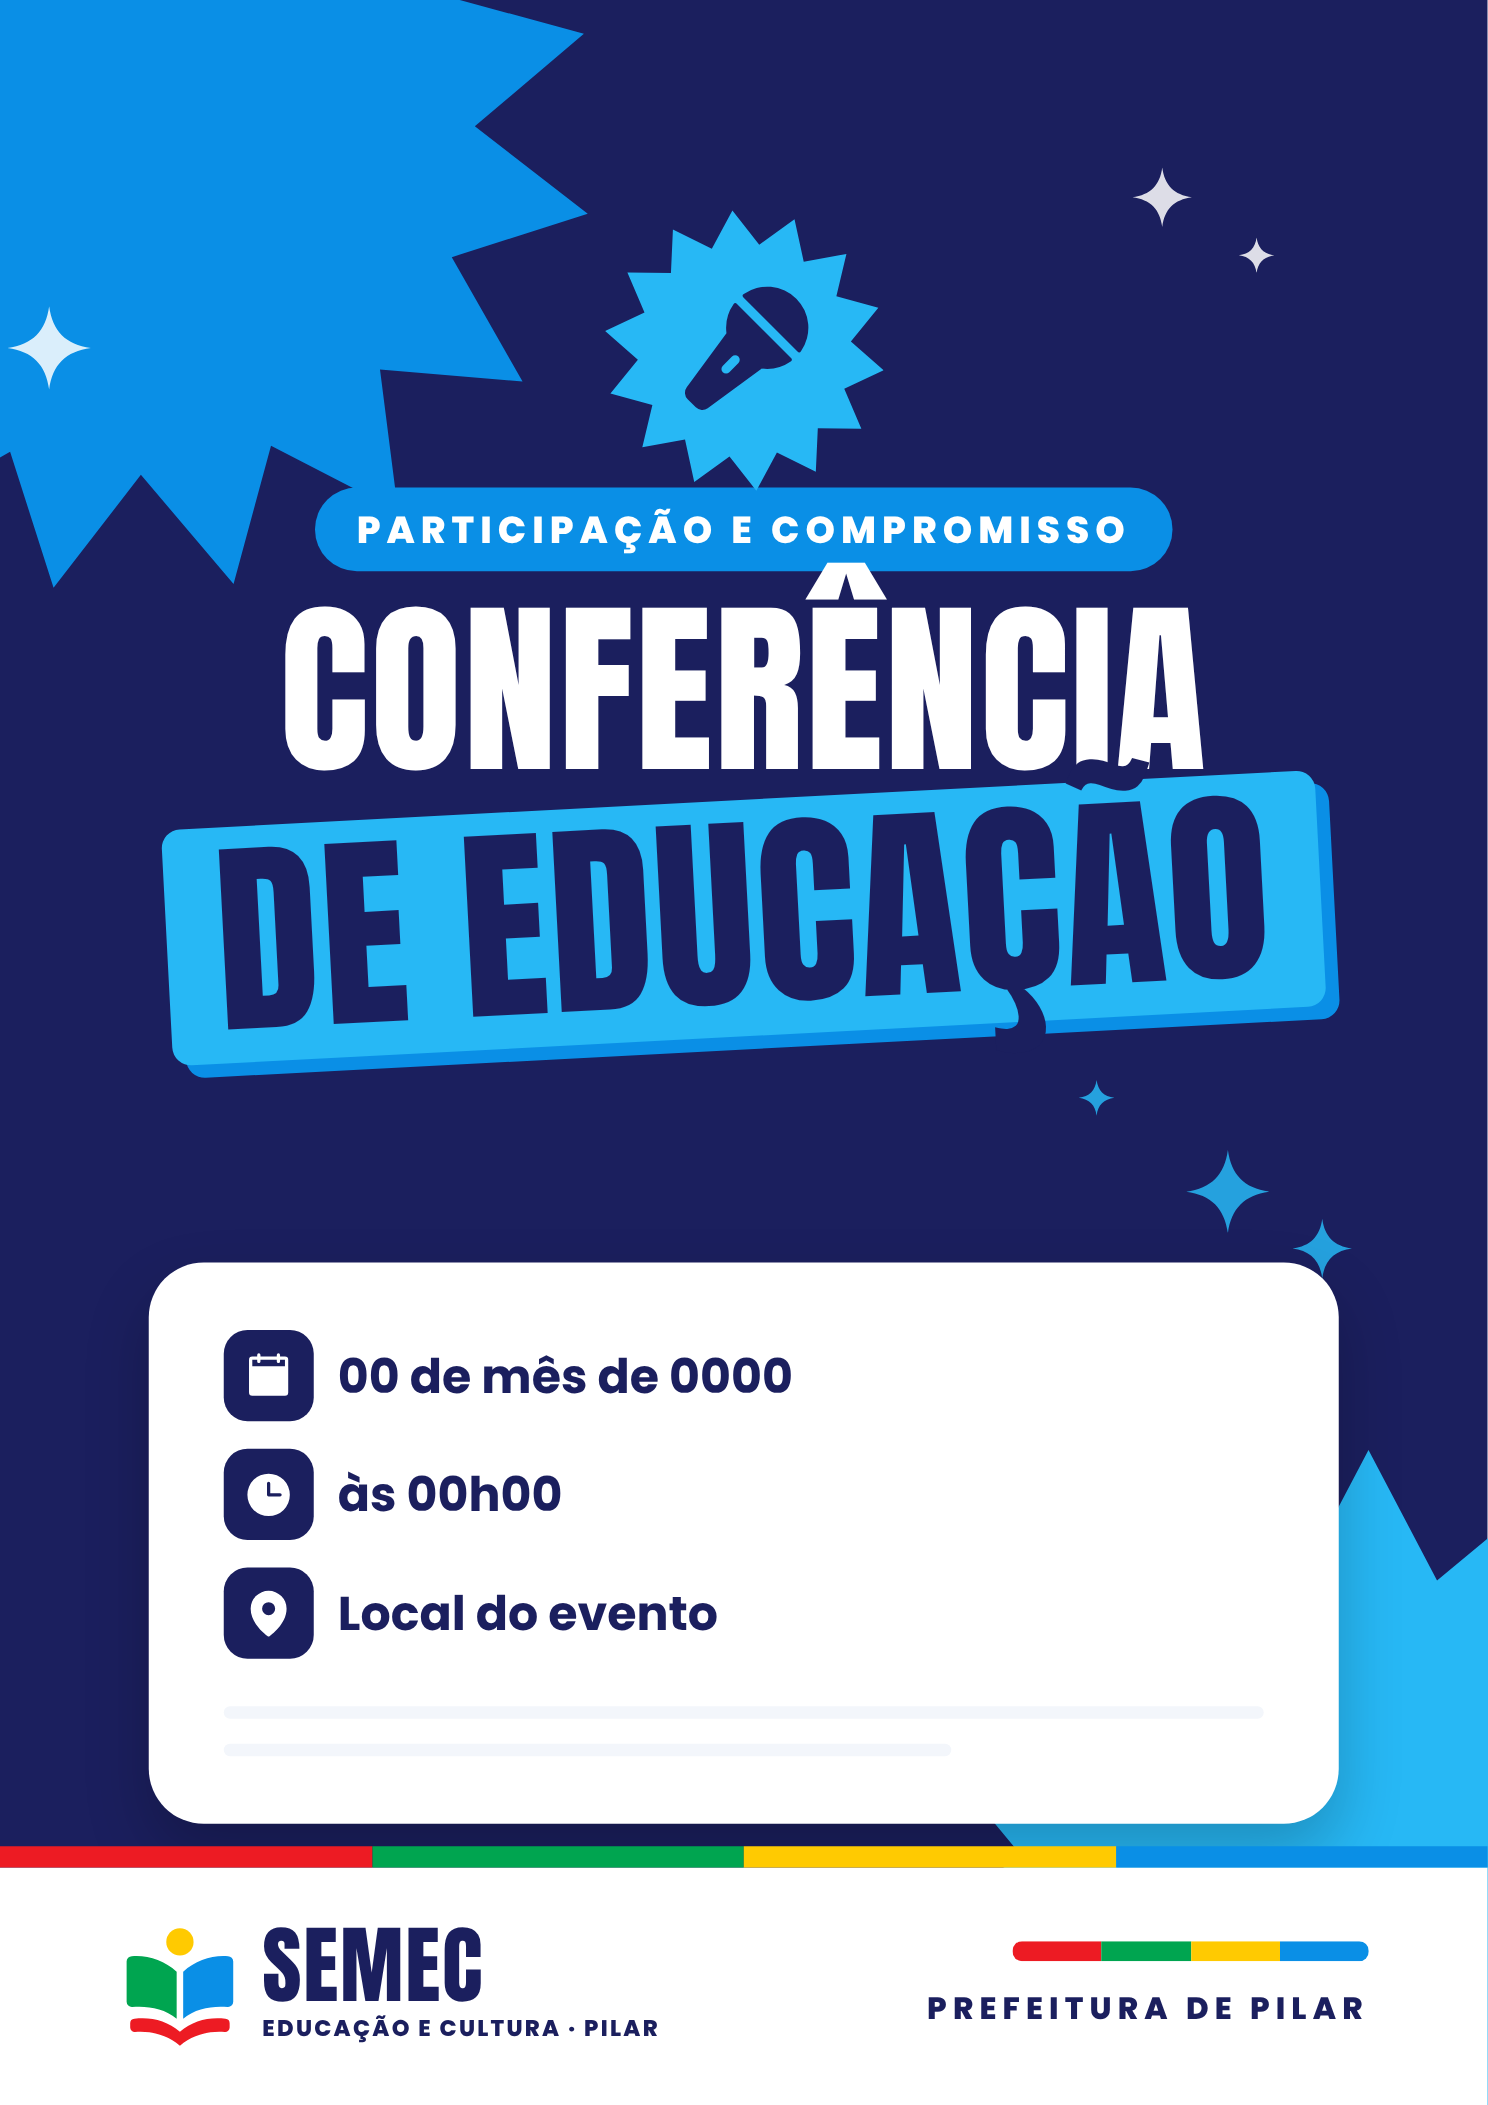 PARTICIPAÇÃO E COMPROMISSO
CONFERÊNCIA
DE EDUCAÇÃO
00 de mês de 0000
às 00h00
Local do evento
SEMEC
EDUCAÇÃO E CULTURA · PILAR
PREFEITURA DE PILAR